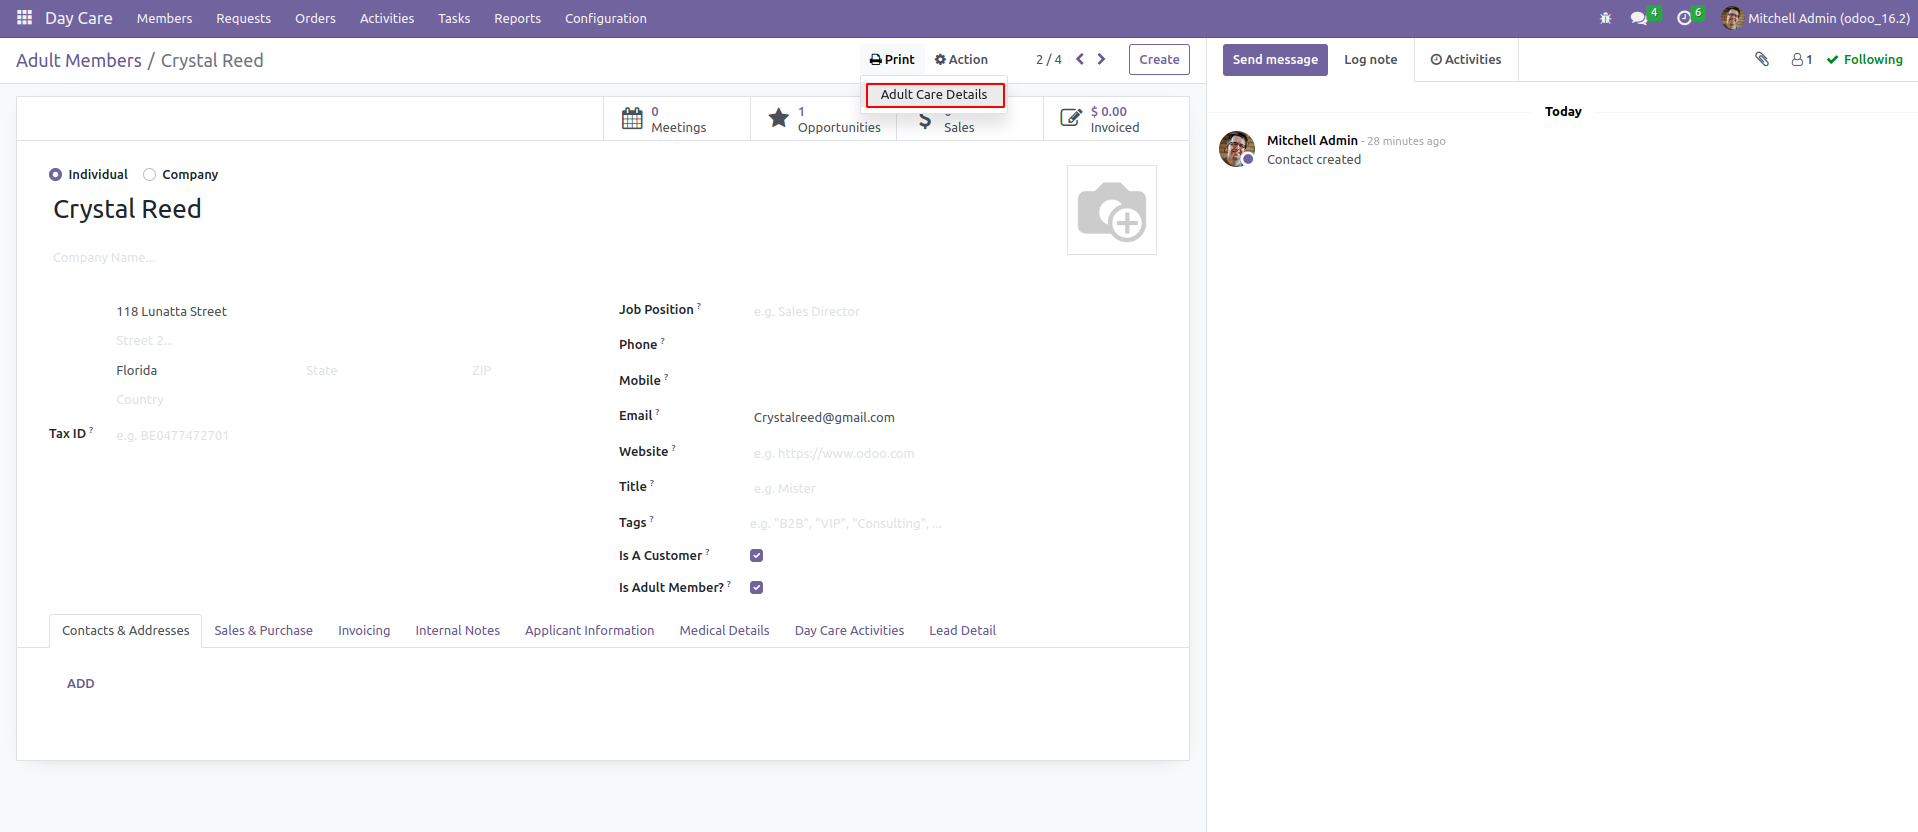 Day Care Members Requests Orders Activities Tasks Reports Configuration 4 6 Mitchell Admin (odoo_16.2)
Adult Members / Crystal Reed Print Action 2 / 4 Create Send message Log note Activities 1 Following
Adult Care Details
0 Meetings
1 Opportunities
$ Sales
$ 0.00 Invoiced
Today
Mitchell Admin - 28 minutes ago
Contact created
Individual Company
Crystal Reed
Company Name...
118 Lunatta Street
Street 2...
Florida State ZIP
Country
Tax ID ? e.g. BE0477472701
Job Position ? e.g. Sales Director
Phone ?
Mobile ?
Email ? Crystalreed@gmail.com
Website ? e.g. https://www.odoo.com
Title ? e.g. Mister
Tags ? e.g. "B2B", "VIP", "Consulting", ...
Is A Customer ?
Is Adult Member? ?
Contacts & Addresses Sales & Purchase Invoicing Internal Notes Applicant Information Medical Details Day Care Activities Lead Detail
ADD